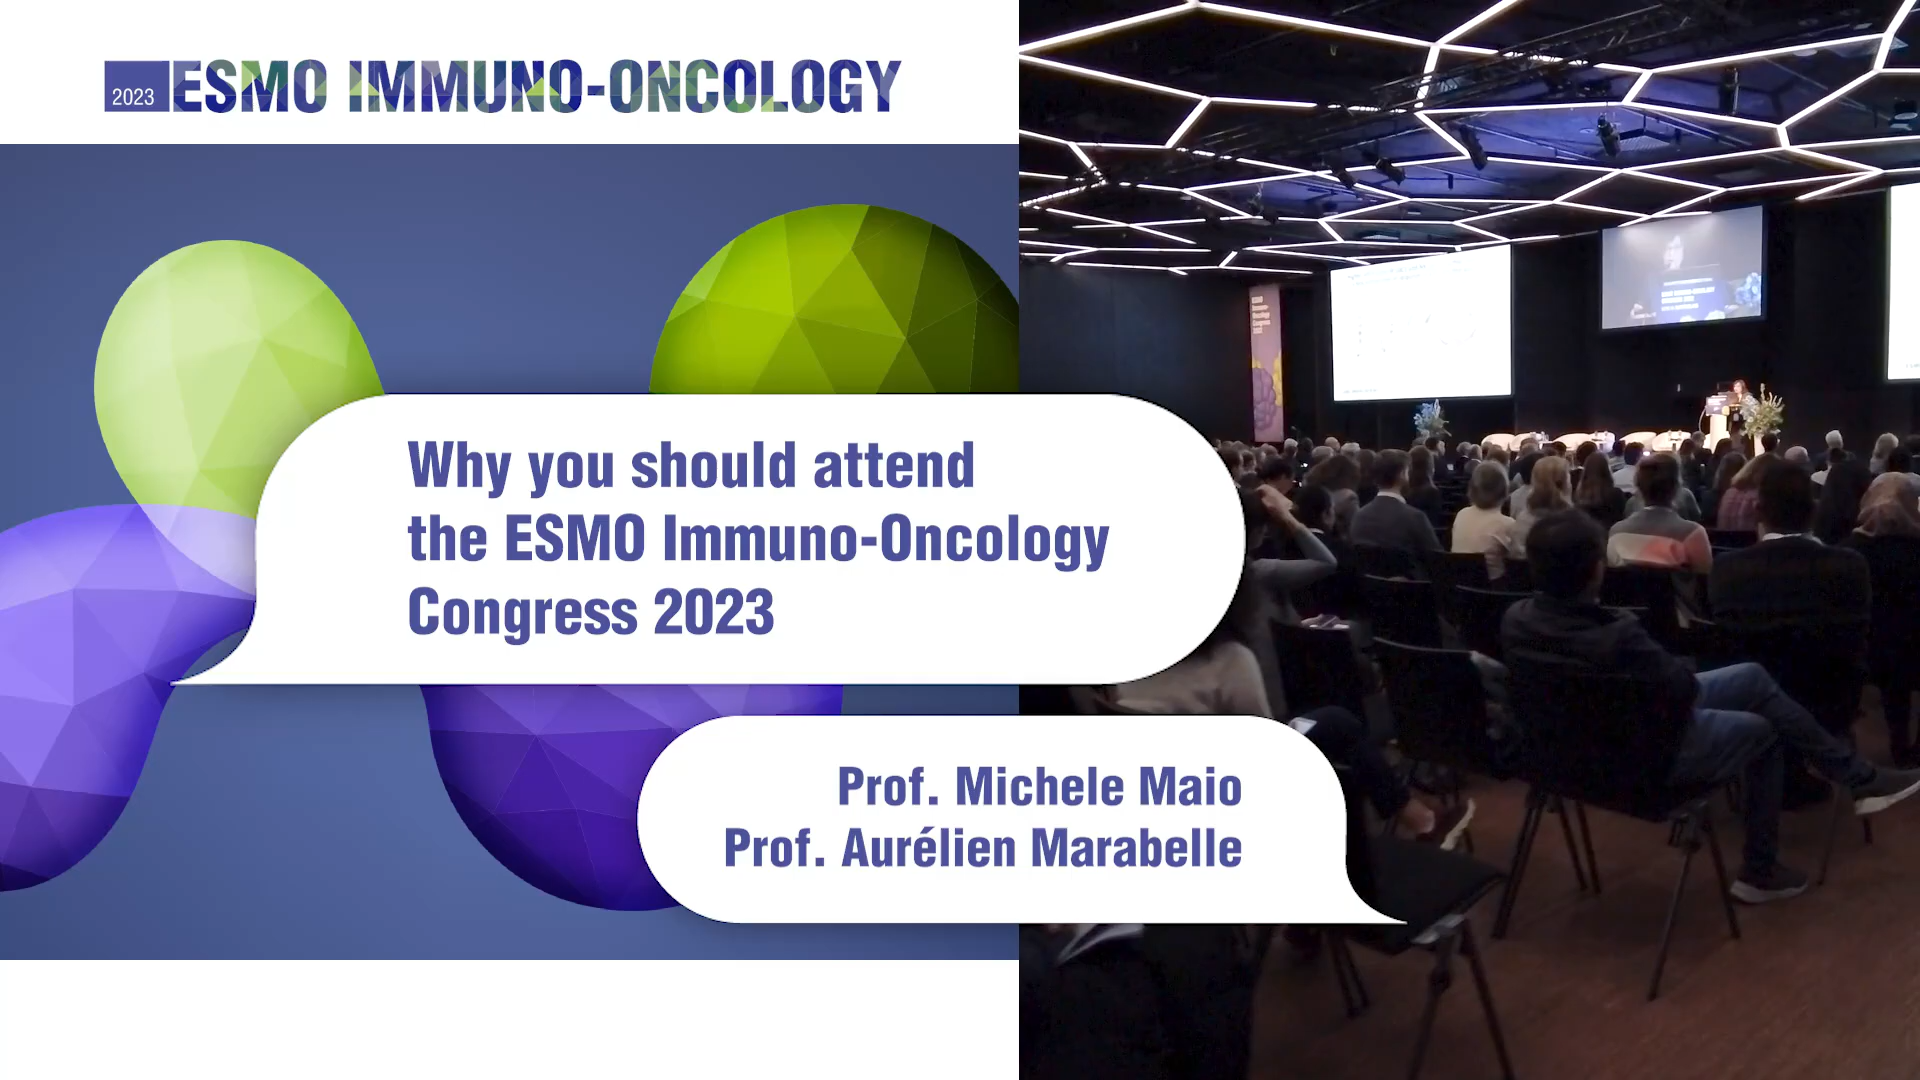 2023 ESMO IMMUNO-ONCOLOGY
Why you should attend
the ESMO Immuno-Oncology
Congress 2023
Prof. Michele Maio
Prof. Aurélien Marabelle